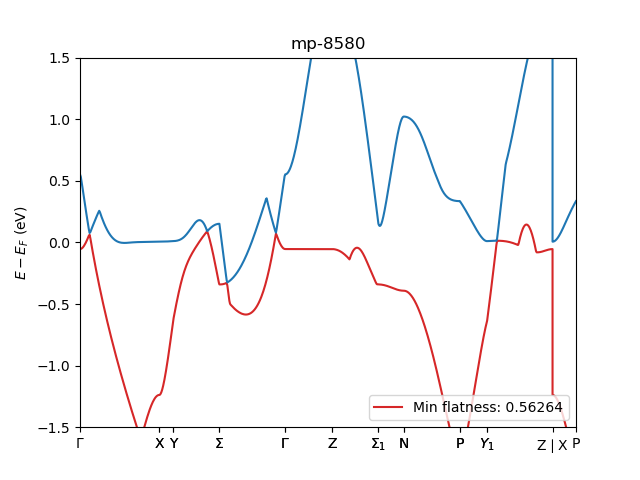 mp-8580
E − E_F (eV)
1.5
1.0
0.5
0.0
−0.5
−1.0
−1.5
Min flatness: 0.56264
Γ X Y Σ Γ Z Σ₁ N P Y₁ Z | X P